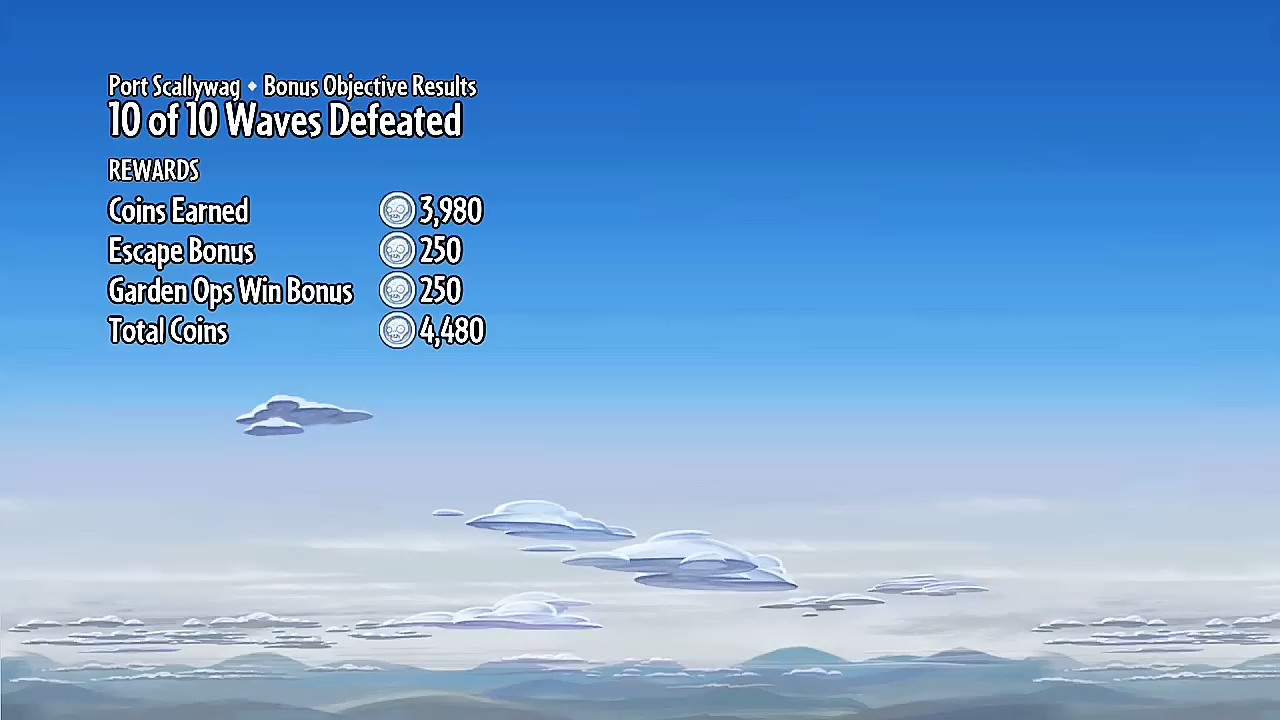 Port Scallywag • Bonus Objective Results
10 of 10 Waves Defeated
REWARDS
Coins Earned 3,980
Escape Bonus 250
Garden Ops Win Bonus 250
Total Coins 4,480